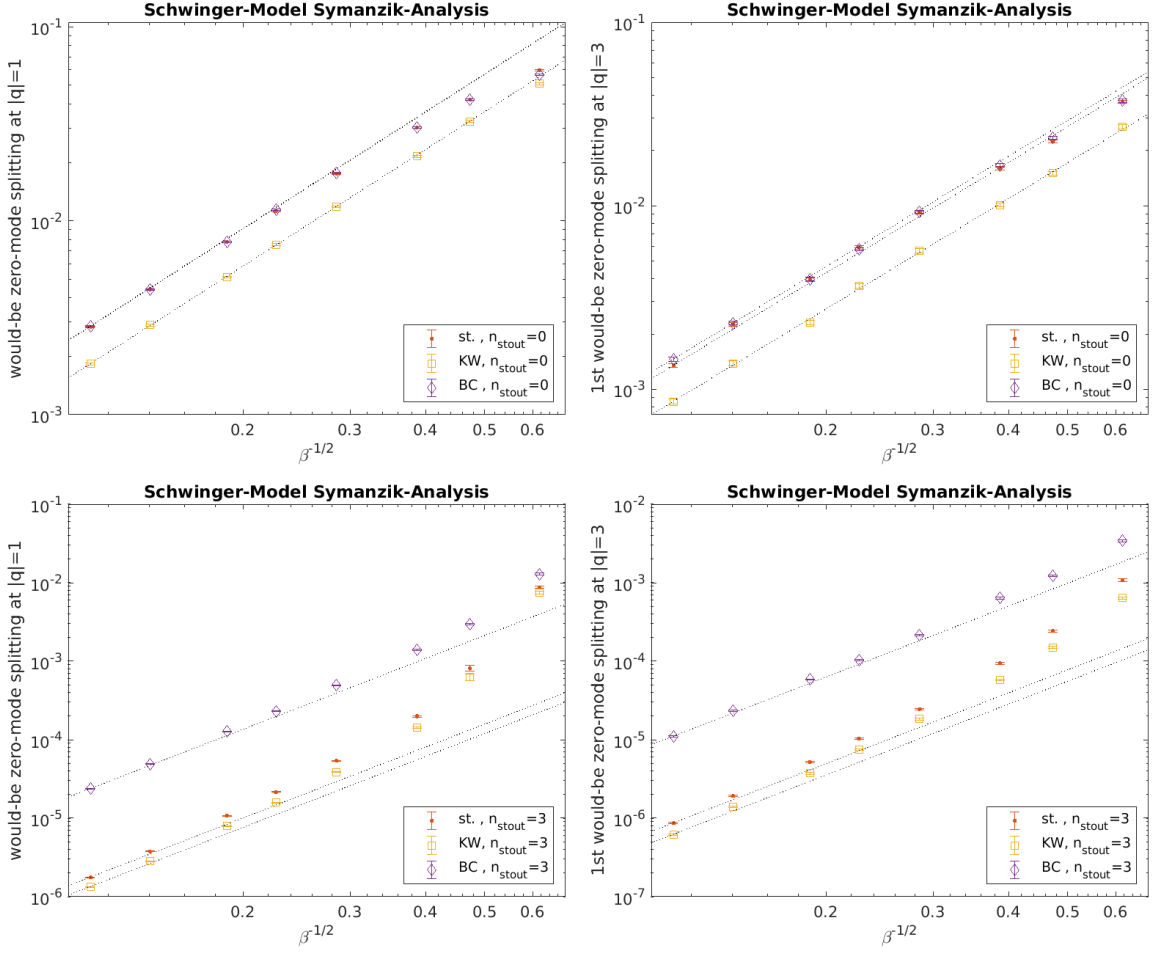 Schwinger-Model Symanzik-Analysis
would-be zero-mode splitting at |q|=1
10^-1
10^-2
10^-3
0.2
0.3
0.4
0.5
0.6
β^-1/2
st. , n_stout=0
KW, n_stout=0
BC , n_stout=0
Schwinger-Model Symanzik-Analysis
1st would-be zero-mode splitting at |q|=3
10^-1
10^-2
10^-3
0.2
0.3
0.4
0.5
0.6
β^-1/2
st. , n_stout=0
KW, n_stout=0
BC , n_stout=0
Schwinger-Model Symanzik-Analysis
would-be zero-mode splitting at |q|=1
10^-1
10^-2
10^-3
10^-4
10^-5
10^-6
0.2
0.3
0.4
0.5
0.6
β^-1/2
st. , n_stout=3
KW, n_stout=3
BC , n_stout=3
Schwinger-Model Symanzik-Analysis
1st would-be zero-mode splitting at |q|=3
10^-2
10^-3
10^-4
10^-5
10^-6
10^-7
0.2
0.3
0.4
0.5
0.6
β^-1/2
st. , n_stout=3
KW, n_stout=3
BC , n_stout=3